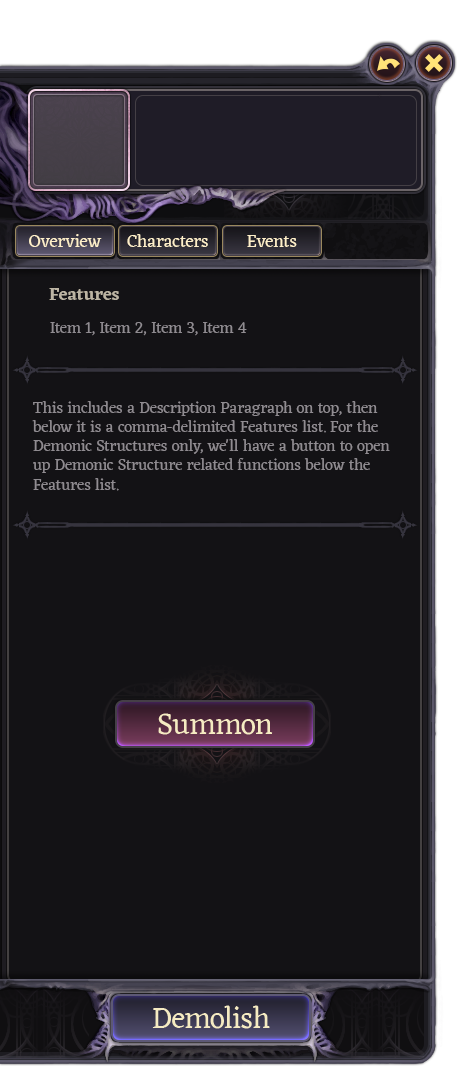 Overview Characters Events
Features
Item 1, Item 2, Item 3, Item 4
This includes a Description Paragraph on top, then
below it is a comma-delimited Features list. For the
Demonic Structures only, we'll have a button to open
up Demonic Structure related functions below the
Features list.
Summon
Demolish